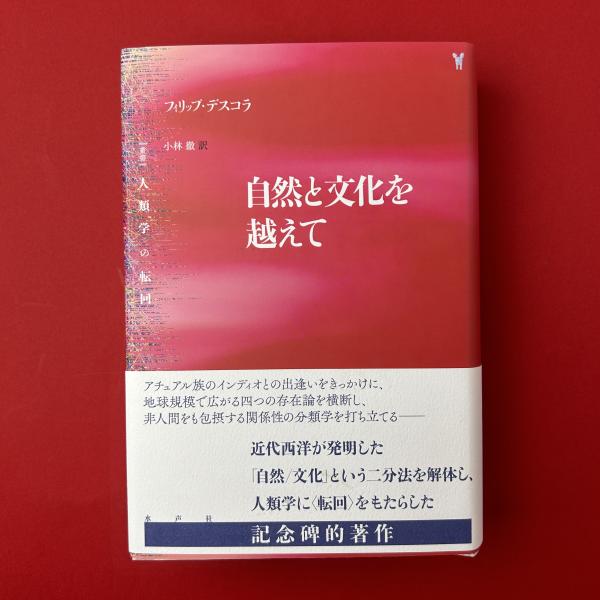 フィリップ・デスコラ
小林 徹 訳
自然と文化を
越えて
［叢書］人類学の転回
アチュアル族のインディオとの出逢いをきっかけに、
地球規模で広がる四つの存在論を横断し、
非人間をも包摂する関係性の分類学を打ち立てる――
近代西洋が発明した
「自然/文化」という二分法を解体し、
人類学に〈転回〉をもたらした
記念碑的著作
水声社